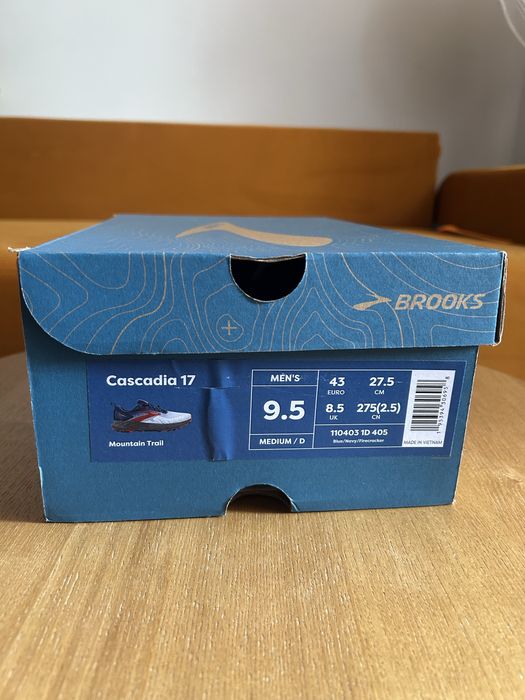 BROOKS
Cascadia 17
Mountain Trail
MEN'S
9.5
MEDIUM / D
43
EURO
27.5
CM
8.5
UK
275(2.5)
CN
110403 1D 405
Blue/Navy/Firecracker
MADE IN VIETNAM